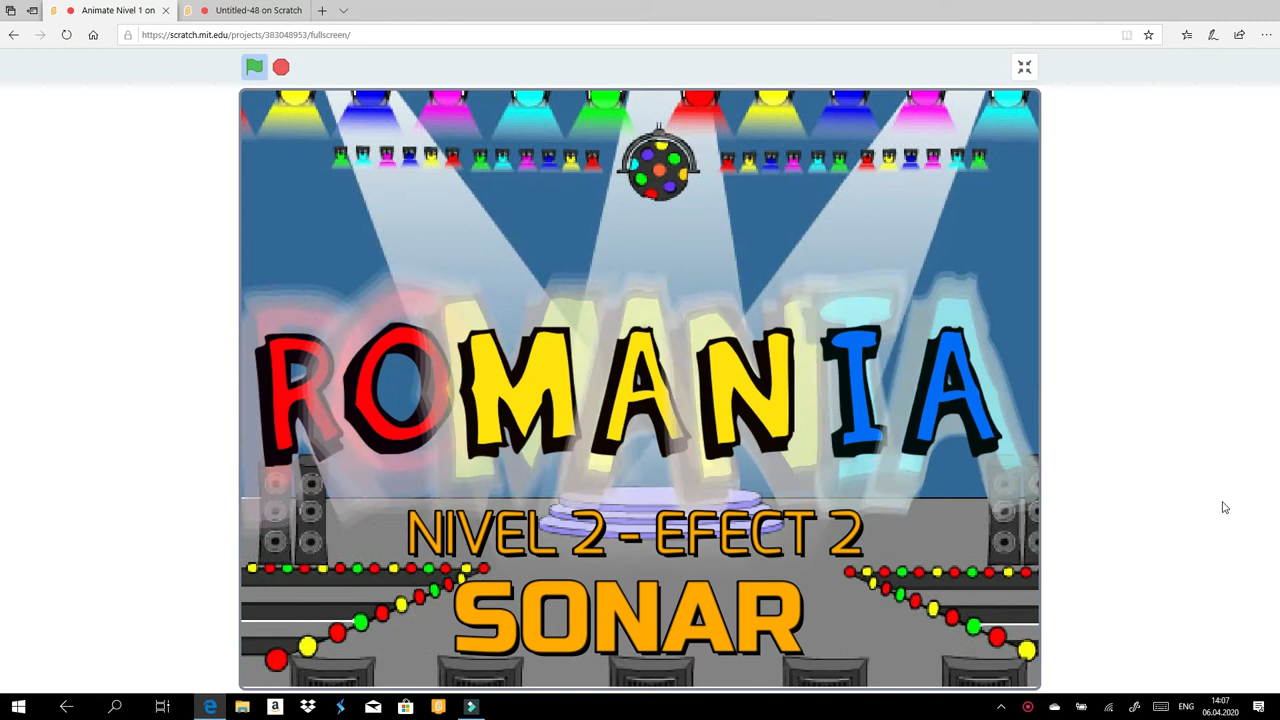 Animate Nivel 1 on
Untitled-48 on Scratch
https://scratch.mit.edu/projects/383048953/fullscreen/
ROMANIA
NIVEL 2 - EFECT 2
SONAR
ENG
14:07
06.04.2020